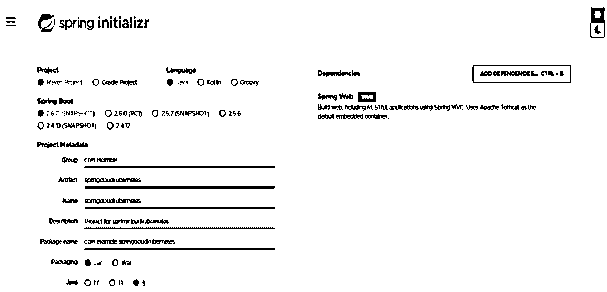 spring initializr
Project
Maven Project Gradle Project
Language
Java Kotlin Groovy
Spring Boot
2.6.0 (RC1) 2.5.7 (SNAPSHOT) 2.5.6
2.4.13 (SNAPSHOT) 2.4.12
Project Metadata
Group com.example
Artifact springcloudkubernetes
Name springcloudkubernetes
Description Project for spring cloud kubernetes
Package name com.example.springcloudkubernetes
Packaging Jar War
Java 17 11 8
Dependencies
ADD DEPENDENCIES... CTRL + B
Spring Web WEB
Build web, including RESTful, applications using Spring MVC. Uses Apache Tomcat as the
default embedded container.